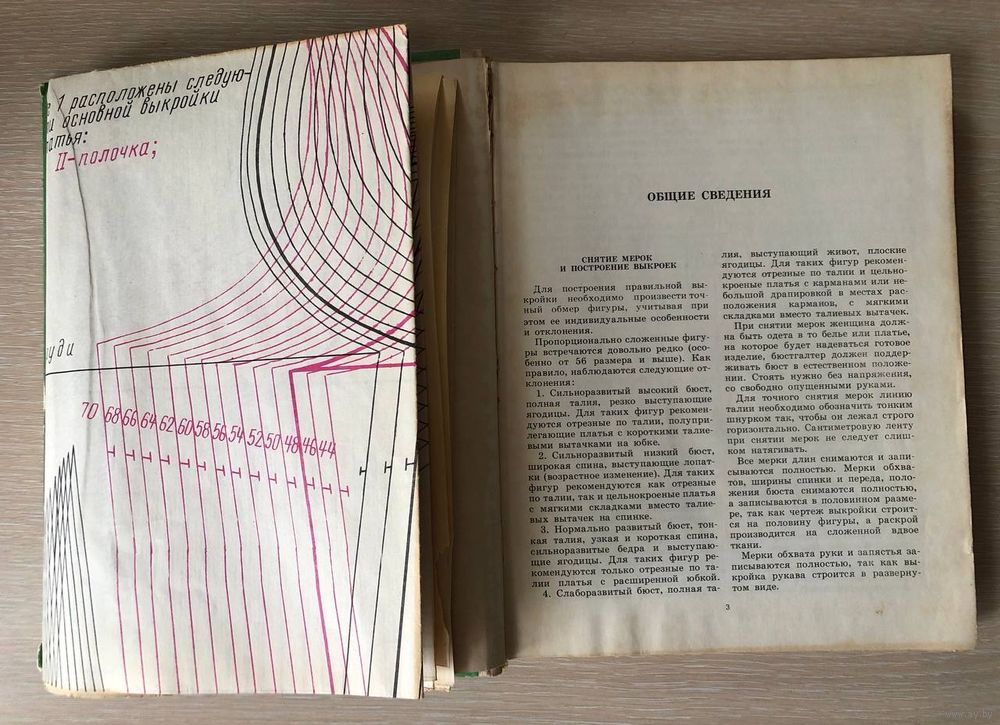 е 1 расположены следую-
и основной выкройки
атья:
II-полочка;
уди
70 68 66 64 62 60 58 56 54 52 50 48 46 44
ОБЩИЕ СВЕДЕНИЯ
СНЯТИЕ МЕРОК
И ПОСТРОЕНИЕ ВЫКРОЕК
Для построения правильной вы-
кройки необходимо произвести точ-
ный обмер фигуры, учитывая при
этом ее индивидуальные особенности
и отклонения.
Пропорционально сложенные фигу-
ры встречаются довольно редко (осо-
бенно от 56 размера и выше). Как
правило, наблюдаются следующие от-
клонения:
1. Сильноразвитый высокий бюст,
полная талия, резко выступающие
ягодицы. Для таких фигур рекомен-
дуются отрезные по талии, полупри-
легающие платья с короткими талие-
выми вытачками на юбке.
2. Сильноразвитый низкий бюст,
широкая спина, выступающие лопат-
ки (возрастное изменение). Для таких
фигур рекомендуются как отрезные
по талии, так и цельнокроеные платья
с мягкими складками вместо талие-
вых вытачек на спинке.
3. Нормально развитый бюст, тон-
кая талия, узкая и короткая спина,
сильноразвитые бедра и выступаю-
щие ягодицы. Для таких фигур ре-
комендуются только отрезные по та-
лии платья с расширенной юбкой.
4. Слаборазвитый бюст, полная та-
лия, выступающий живот, плоские
ягодицы. Для таких фигур рекомен-
дуются отрезные по талии и цельно-
кроеные платья с карманами или не-
большой драпировкой в местах рас-
положения карманов, с мягкими
складками вместо талиевых вытачек.
При снятии мерок женщина долж-
на быть одета в то белье или платье,
на которое будет надеваться готовое
изделие, бюстгалтер должен поддер-
живать бюст в естественном положе-
нии. Стоять нужно без напряжения,
со свободно опущенными руками.
Для точного снятия мерок линию
талии необходимо обозначить тонким
шнурком так, чтобы он лежал строго
горизонтально. Сантиметровую ленту
при снятии мерок не следует слиш-
ком натягивать.
Все мерки длин снимаются и запи-
сываются полностью. Мерки обхва-
тов, ширины спинки и переда, поло-
жения бюста снимаются полностью,
а записываются в половинном разме-
ре, так как чертеж выкройки строит-
ся на половину фигуры, а раскрой
производится на сложенной вдвое
ткани.
Мерки обхвата руки и запястья за-
писываются полностью, так как вы-
кройка рукава строится в разверну-
том виде.
3
www.ay.by